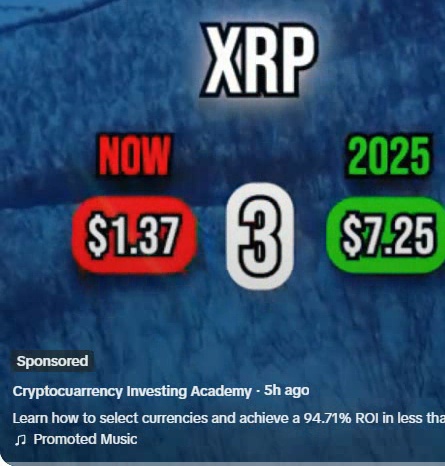 XRP
NOW
2025
$1.37
3
$7.25
Sponsored
Cryptocuarrency Investing Academy · 5h ago
Learn how to select currencies and achieve a 94.71% ROI in less tha
♫ Promoted Music